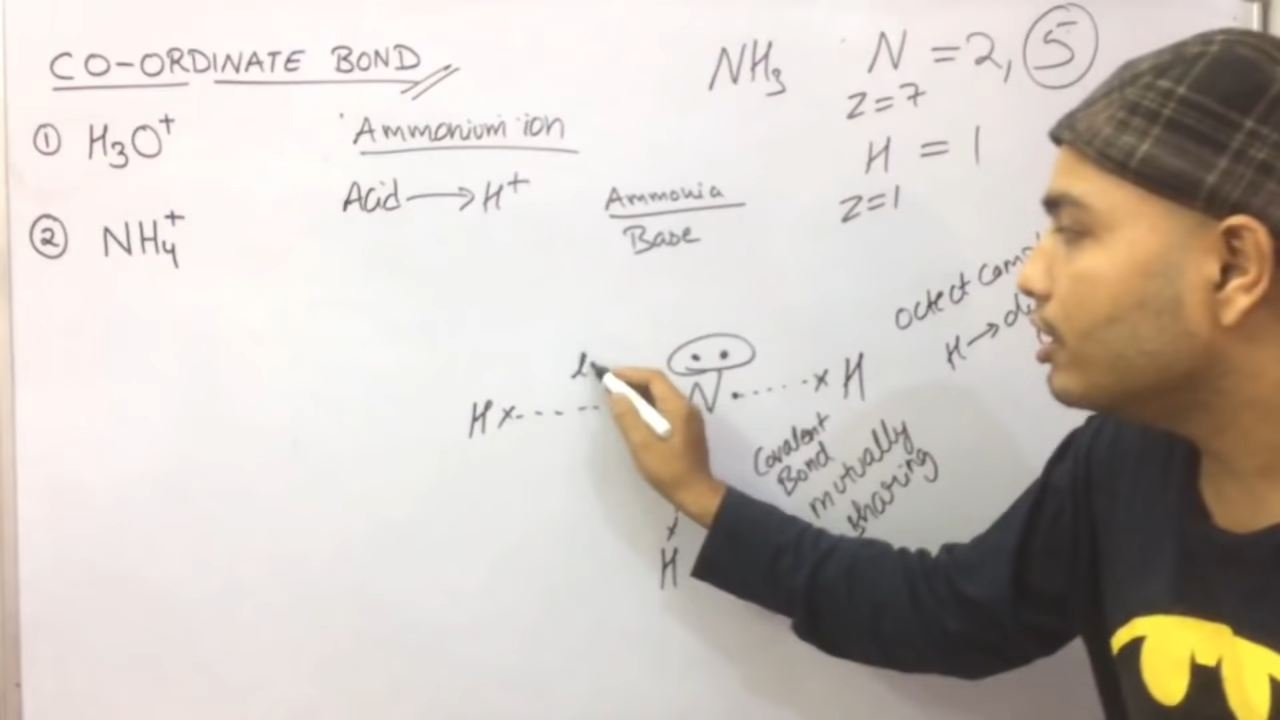 CO-ORDINATE BOND
① H₃O⁺
② NH₄⁺
Ammonium ion
Acid → H⁺
Ammonia
Base
NH₃
N = 2, 5
Z = 7
H = 1
Z = 1
octect
H →
H x----- N •-----x H
x
H
Covalent
Bond
mutually
sharing